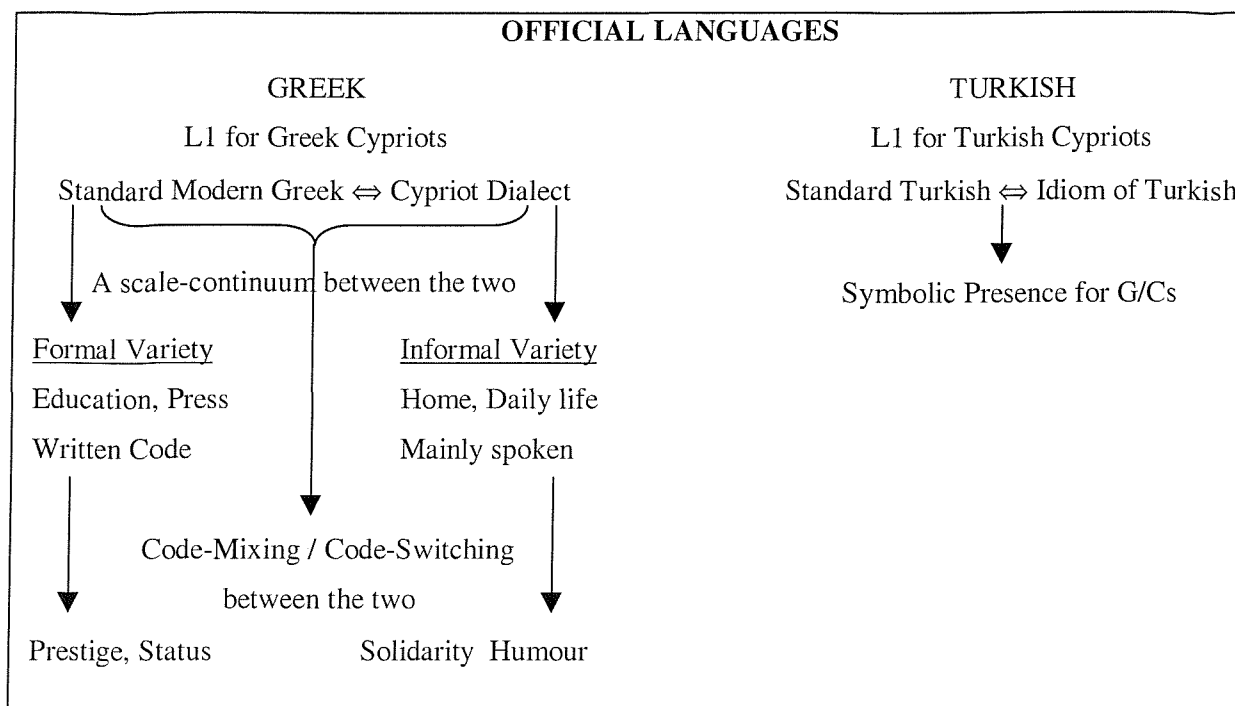 OFFICIAL LANGUAGES
GREEK
L1 for Greek Cypriots
Standard Modern Greek ⇔ Cypriot Dialect
A scale-continuum between the two
Formal Variety
Education, Press
Written Code
Informal Variety
Home, Daily life
Mainly spoken
Code-Mixing / Code-Switching
between the two
Prestige, Status
Solidarity Humour
TURKISH
L1 for Turkish Cypriots
Standard Turkish ⇔ Idiom of Turkish
Symbolic Presence for G/Cs